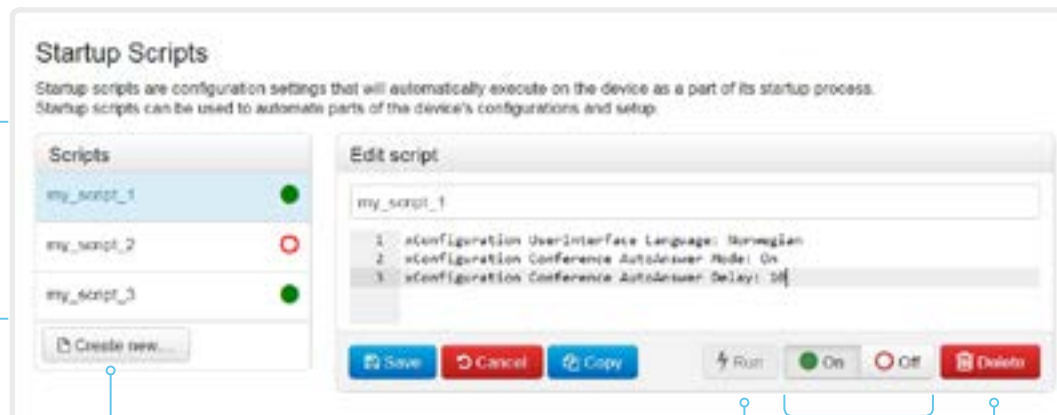 Startup Scripts
Startup scripts are configuration settings that will automatically execute on the device as a part of its startup process.
Startup scripts can be used to automate parts of the device's configurations and setup.
Scripts
my_script_1
my_script_2
my_script_3
Create new...
Edit script
my_script_1
1 xConfiguration UserInterface Language: Norwegian
2 xConfiguration Conference AutoAnswer Mode: On
3 xConfiguration Conference AutoAnswer Delay: 10
Save Cancel Copy Run On Off Delete